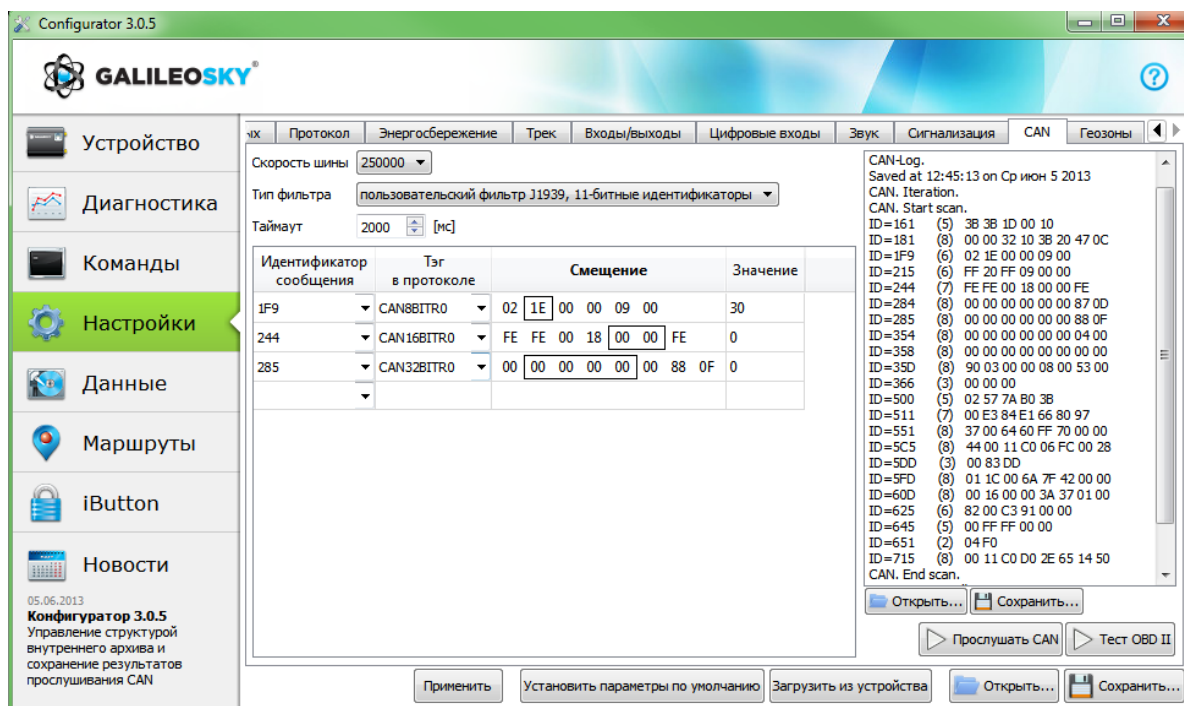 Configurator 3.0.5
GALILEOSKY®
Устройство
Диагностика
Команды
Настройки
Данные
Маршруты
iButton
Новости
05.06.2013
Конфигуратор 3.0.5
Управление структурой
внутреннего архива и
сохранение результатов
прослушивания CAN
ых Протокол Энергосбережение Трек Входы/выходы Цифровые входы Звук Сигнализация CAN Геозоны
Скорость шины 250000
Тип фильтра пользовательский фильтр J1939, 11-битные идентификаторы
Таймаут 2000 [мс]
Идентификатор сообщения Тэг в протоколе Смещение Значение
1F9 CAN8BITR0 02 1E 00 00 09 00 30
244 CAN16BITR0 FE FE 00 18 00 00 FE 0
285 CAN32BITR0 00 00 00 00 00 00 88 0F 0
CAN-Log.
Saved at 12:45:13 on Ср июн 5 2013
CAN. Iteration.
CAN. Start scan.
ID=161 (5) 3B 3B 1D 00 10
ID=181 (8) 00 00 32 10 3B 20 47 0C
ID=1F9 (6) 02 1E 00 00 09 00
ID=215 (6) FF 20 FF 09 00 00
ID=244 (7) FE FE 00 18 00 00 FE
ID=284 (8) 00 00 00 00 00 00 87 0D
ID=285 (8) 00 00 00 00 00 00 88 0F
ID=354 (8) 00 00 00 00 00 00 04 00
ID=358 (8) 00 00 00 00 00 00 00 00
ID=35D (8) 90 03 00 00 08 00 53 00
ID=366 (3) 00 00 00
ID=500 (5) 02 57 7A B0 3B
ID=511 (7) 00 E3 84 E1 66 80 97
ID=551 (8) 37 00 64 60 FF 70 00 00
ID=5C5 (8) 44 00 11 C0 06 FC 00 28
ID=5DD (3) 00 83 DD
ID=5FD (8) 01 1C 00 6A 7F 42 00 00
ID=60D (8) 00 16 00 00 3A 37 01 00
ID=625 (6) 82 00 C3 91 00 00
ID=645 (5) 00 FF FF 00 00
ID=651 (2) 04 F0
ID=715 (8) 00 11 C0 D0 2E 65 14 50
CAN. End scan.
Открыть... Сохранить...
Прослушать CAN Тест OBD II
Применить Установить параметры по умолчанию Загрузить из устройства Открыть... Сохранить...